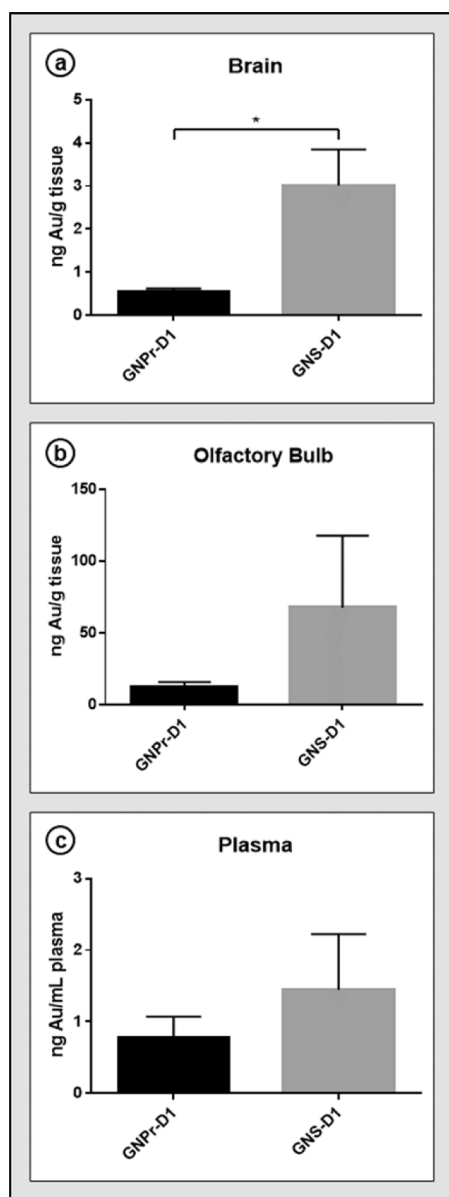 a
Brain
ng Au/g tissue
5
4
3
2
1
0
*
GNPr-D1
GNS-D1
b
Olfactory Bulb
ng Au/g tissue
150
100
50
0
GNPr-D1
GNS-D1
c
Plasma
ng Au/mL plasma
3
2
1
0
GNPr-D1
GNS-D1